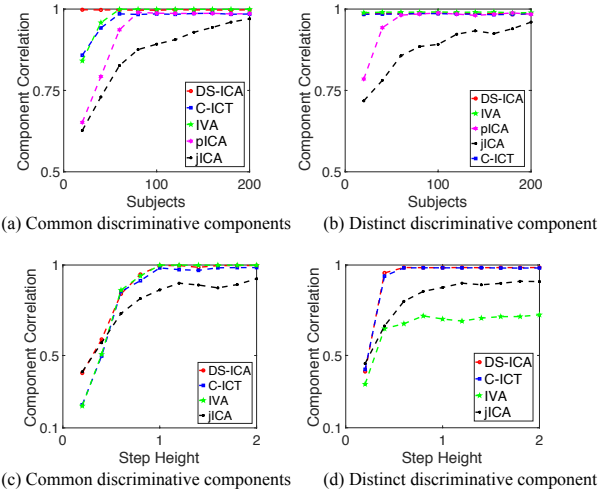 1
0.75
0.5
0
100
200
Component Correlation
Subjects
DS-ICA
C-ICT
IVA
pICA
jICA
(a) Common discriminative components
1
0.75
0.5
0
100
200
Component Correlation
Subjects
DS-ICA
IVA
pICA
jICA
C-ICT
(b) Distinct discriminative component
1
0.5
0.1
0
1
2
Component Correlation
Step Height
DS-ICA
C-ICT
IVA
jICA
(c) Common discriminative components
1
0.5
0.1
0
1
2
Component Correlation
Step Height
DS-ICA
C-ICT
IVA
jICA
(d) Distinct discriminative component